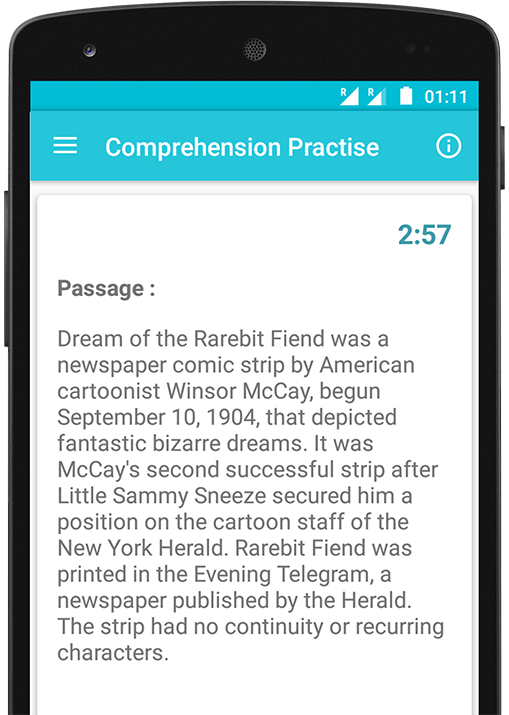 R R 01:11
Comprehension Practise
2:57
Passage :
Dream of the Rarebit Fiend was a
newspaper comic strip by American
cartoonist Winsor McCay, begun
September 10, 1904, that depicted
fantastic bizarre dreams. It was
McCay's second successful strip after
Little Sammy Sneeze secured him a
position on the cartoon staff of the
New York Herald. Rarebit Fiend was
printed in the Evening Telegram, a
newspaper published by the Herald.
The strip had no continuity or recurring
characters.